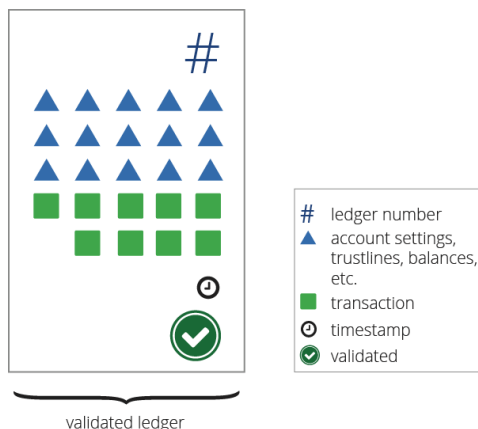 #
# ledger number
account settings,
trustlines, balances,
etc.
transaction
timestamp
validated
validated ledger